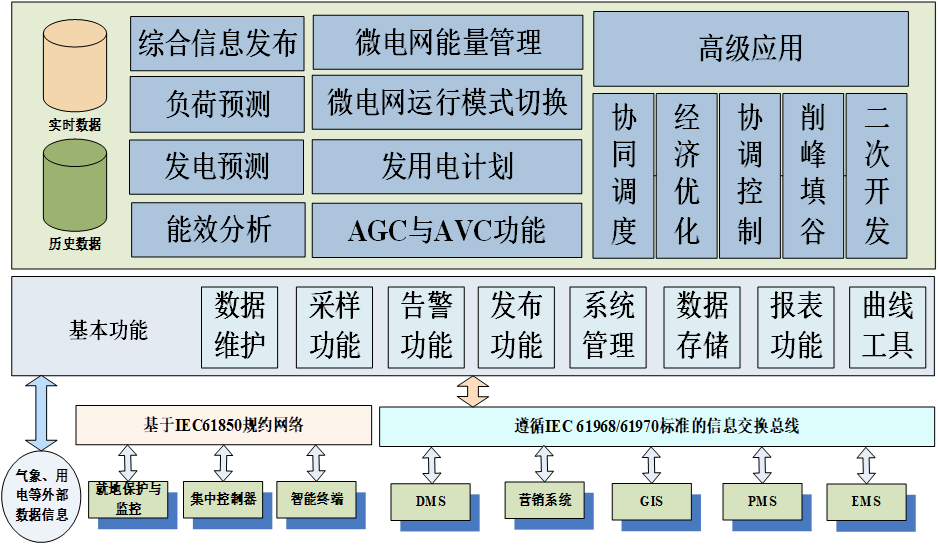 实时数据
历史数据
综合信息发布
负荷预测
发电预测
能效分析
微电网能量管理
微电网运行模式切换
发用电计划
AGC与AVC功能
高级应用
协同调度
经济优化
协调控制
削峰填谷
二次开发
基本功能
数据
维护
采样
功能
告警
功能
发布
功能
系统
管理
数据
存储
报表
功能
曲线
工具
基于IEC61850规约网络
遵循IEC 61968/61970标准的信息交换总线
气象、用
电等外部
数据信息
就地保护与
监控
集中控制器
智能终端
DMS
营销系统
GIS
PMS
EMS